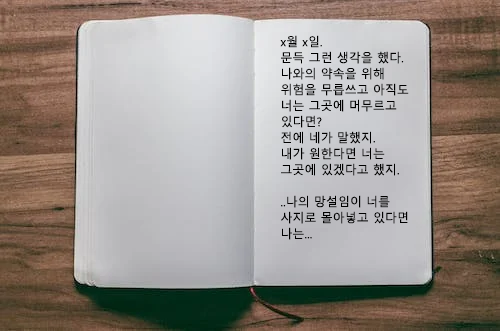 x월 x일.
문득 그런 생각을 했다.
나와의 약속을 위해
위험을 무릅쓰고 아직도
너는 그곳에 머무르고
있다면?
전에 네가 말했지.
내가 원한다면 너는
그곳에 있겠다고 했지.
..나의 망설임이 너를
사지로 몰아넣고 있다면
나는...